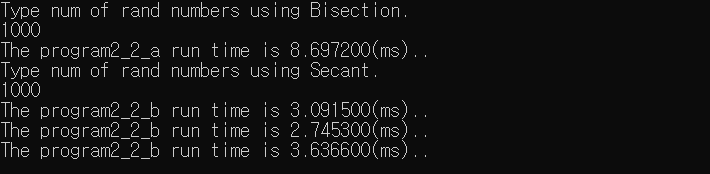 Type num of rand numbers using Bisection.
1000
The program2_2_a run time is 8.697200(ms)..
Type num of rand numbers using Secant.
1000
The program2_2_b run time is 3.091500(ms)..
The program2_2_b run time is 2.745300(ms)..
The program2_2_b run time is 3.636600(ms)..